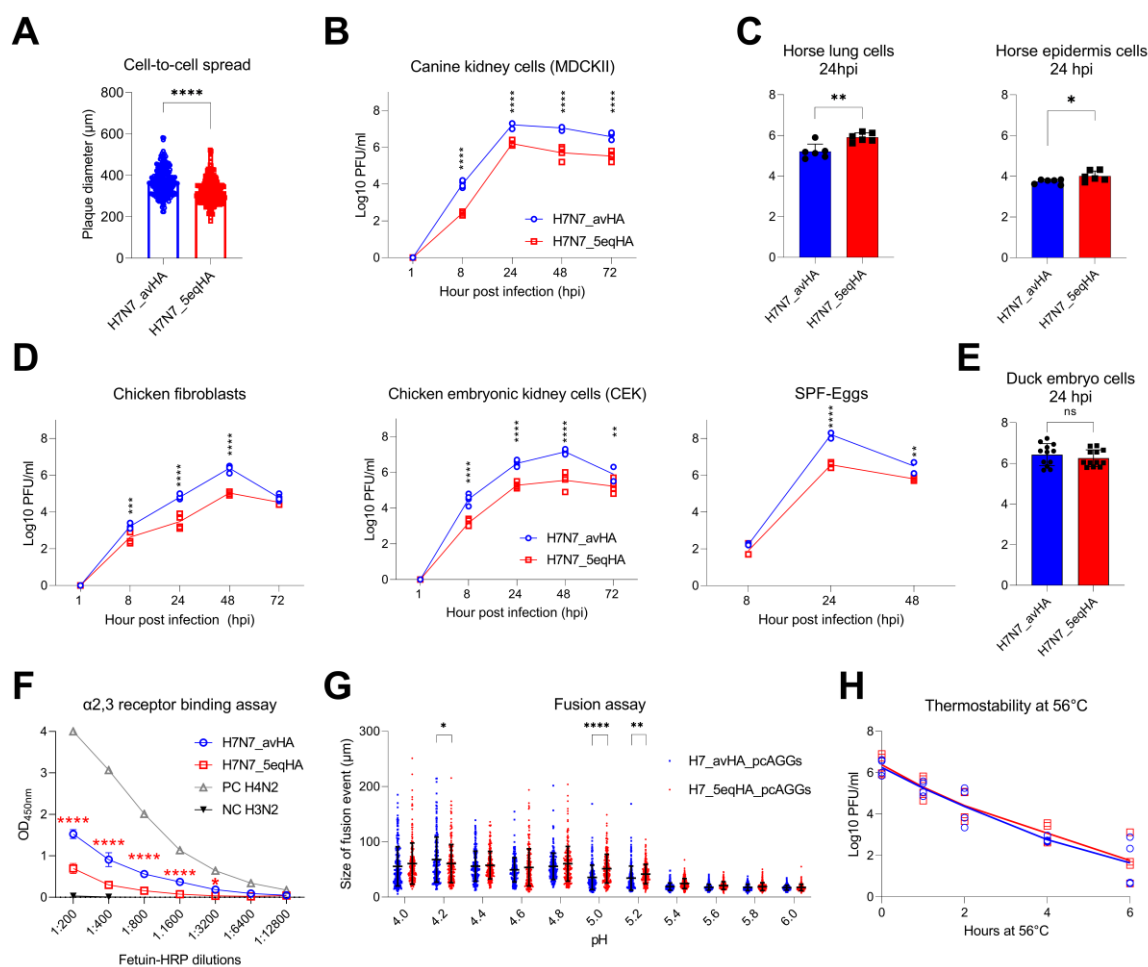 A
Cell-to-cell spread
****
Plaque diameter (µm)
800
600
400
200
0
H7N7_avHA
H7N7_5eqHA
B
Canine kidney cells (MDCKII)
Log10 PFU/ml
8
6
4
2
0
****
****
****
****
H7N7_avHA
H7N7_5eqHA
1
8
24
48
72
Hour post infection (hpi)
C
Horse lung cells
24hpi
**
8
6
4
2
0
H7N7_avHA
H7N7_5eqHA
Horse epidermis cells
24 hpi
*
8
6
4
2
0
H7N7_avHA
H7N7_5eqHA
D
Chicken fibroblasts
Log10 PFU/ml
8
6
4
2
0
***
****
****
1
8
24
48
72
Hour post infection (hpi)
Chicken embryonic kidney cells (CEK)
8
6
4
2
0
****
****
****
**
H7N7_avHA
H7N7_5eqHA
1
8
24
48
72
Hour post infection (hpi)
SPF-Eggs
8
6
4
2
0
****
**
8
24
48
Hour post infection (hpi)
E
Duck embryo cells
24 hpi
ns
8
6
4
2
0
H7N7_avHA
H7N7_5eqHA
F
α2,3 receptor binding assay
OD450nm
4
3
2
1
0
H7N7_avHA
H7N7_5eqHA
PC H4N2
NC H3N2
****
****
****
****
*
1:200
1:400
1:800
1.1600
1:3200
1:6400
1:12800
Fetuin-HRP dilutions
G
Fusion assay
Size of fusion event (µm)
300
200
100
50
0
*
****
**
H7_avHA_pcAGGs
H7_5eqHA_pcAGGs
4.0
4.2
4.4
4.6
4.8
5.0
5.2
5.4
5.6
5.8
6.0
pH
H
Thermostability at 56°C
Log10 PFU/ml
8
6
4
2
0
0
2
4
6
Hours at 56°C